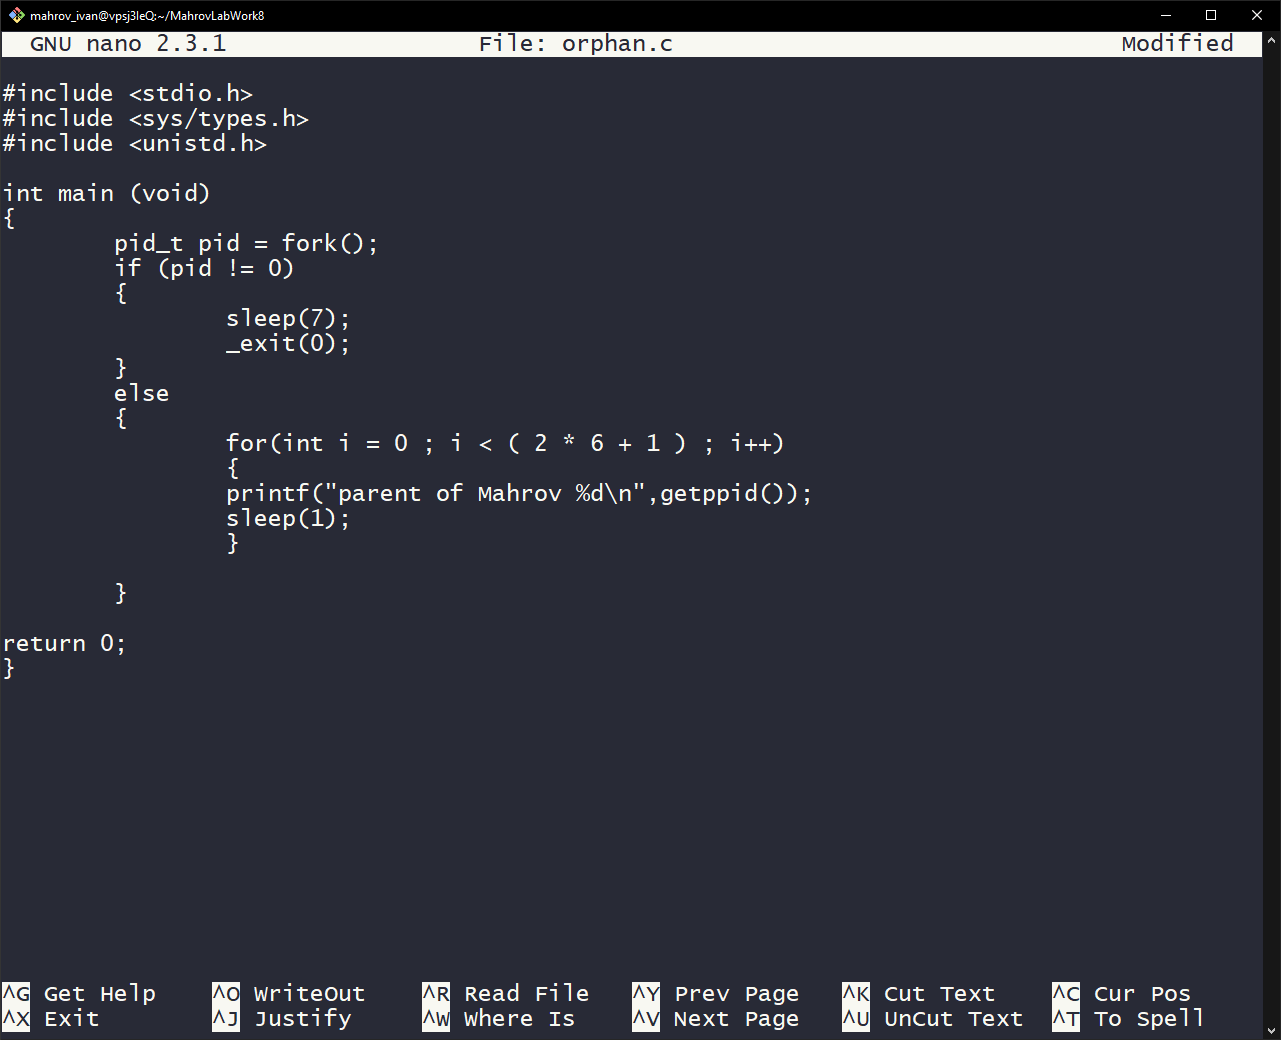 mahrov_ivan@vpsj3leQ:~/MahrovLabWork8
GNU nano 2.3.1 File: orphan.c Modified
#include <stdio.h>
#include <sys/types.h>
#include <unistd.h>
int main (void)
{
pid_t pid = fork();
if (pid != 0)
{
sleep(7);
_exit(0);
}
else
{
for(int i = 0 ; i < ( 2 * 6 + 1 ) ; i++)
{
printf("parent of Mahrov %d\n",getppid());
sleep(1);
}
}
return 0;
}
^G Get Help ^O WriteOut ^R Read File ^Y Prev Page ^K Cut Text ^C Cur Pos
^X Exit ^J Justify ^W Where Is ^V Next Page ^U UnCut Text ^T To Spell